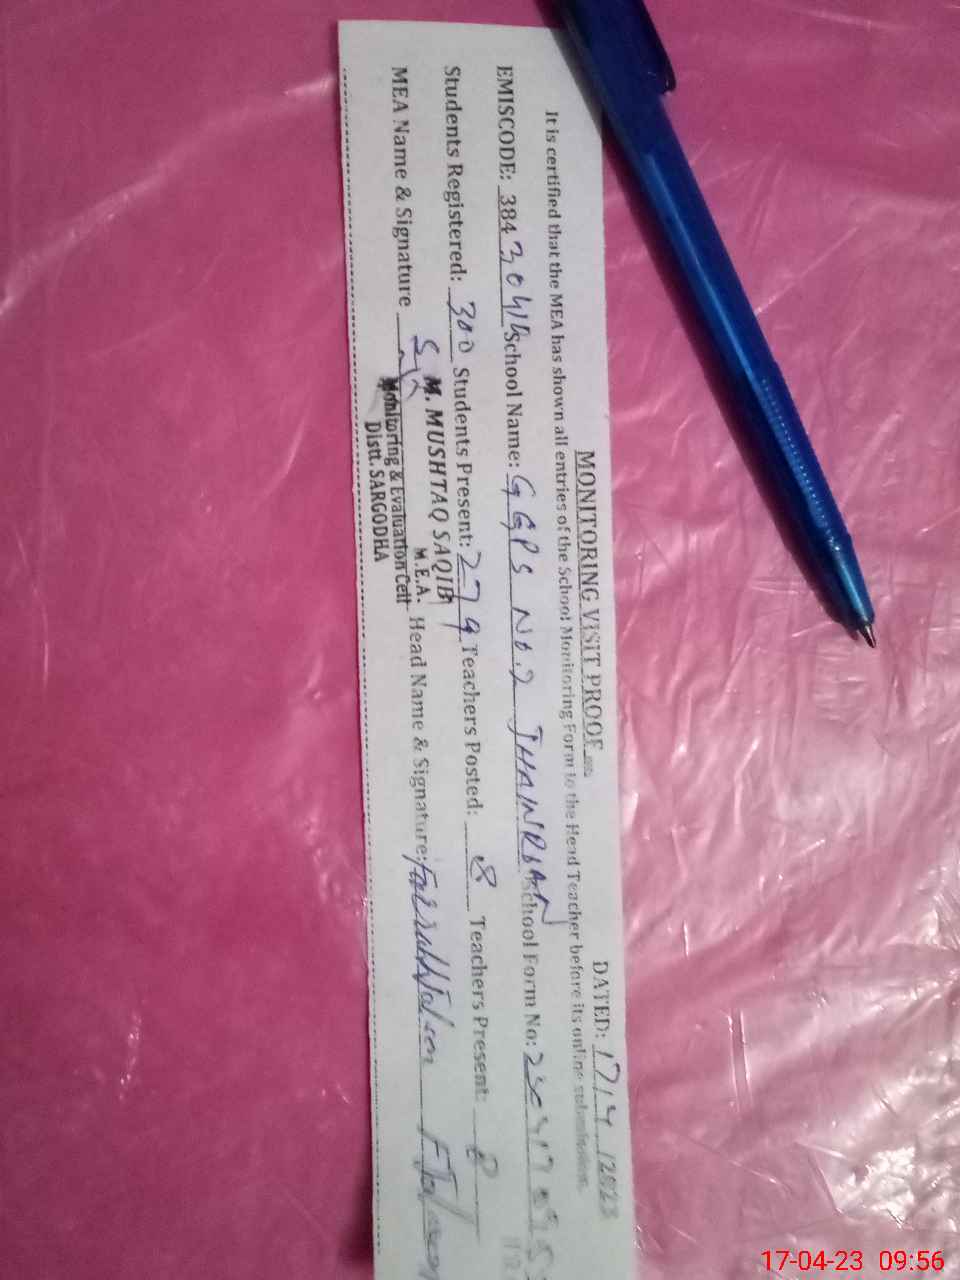 MONITORING VISIT PROOF
DATED: 17/4/2023
It is certified that the MEA has shown all entries of the School Monitoring Form to the Head Teacher before its online submission.
EMISCODE: 38430414 School Name: GGPS No.2 JHAWRIAN School Form No:
Students Registered: 300 Students Present: 279 Teachers Posted: 8 Teachers Present: 8
M. MUSHTAQ SAQIB
M.E.A.
MEA Name & Signature Head Name & Signature:
Monitoring & Evaluation Cell
Distt. SARGODHA
17-04-23 09:56